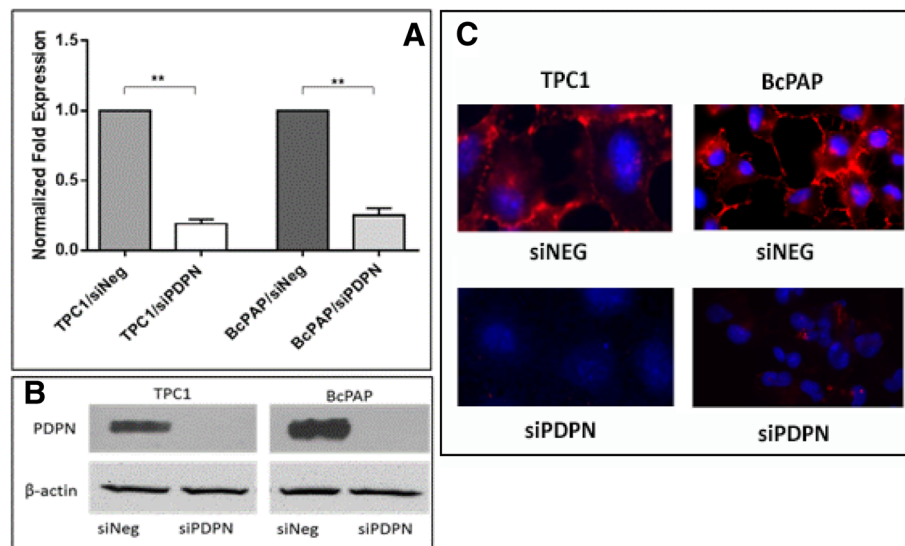 A
Normalized Fold Expression
1.5
1.0
0.5
0.0
**
**
TPC1/siNeg
TPC1/siPDPN
BcPAP/siNeg
BcPAP/siPDPN
B
TPC1
BcPAP
PDPN
β-actin
siNeg
siPDPN
siNeg
siPDPN
C
TPC1
BcPAP
siNEG
siNEG
siPDPN
siPDPN